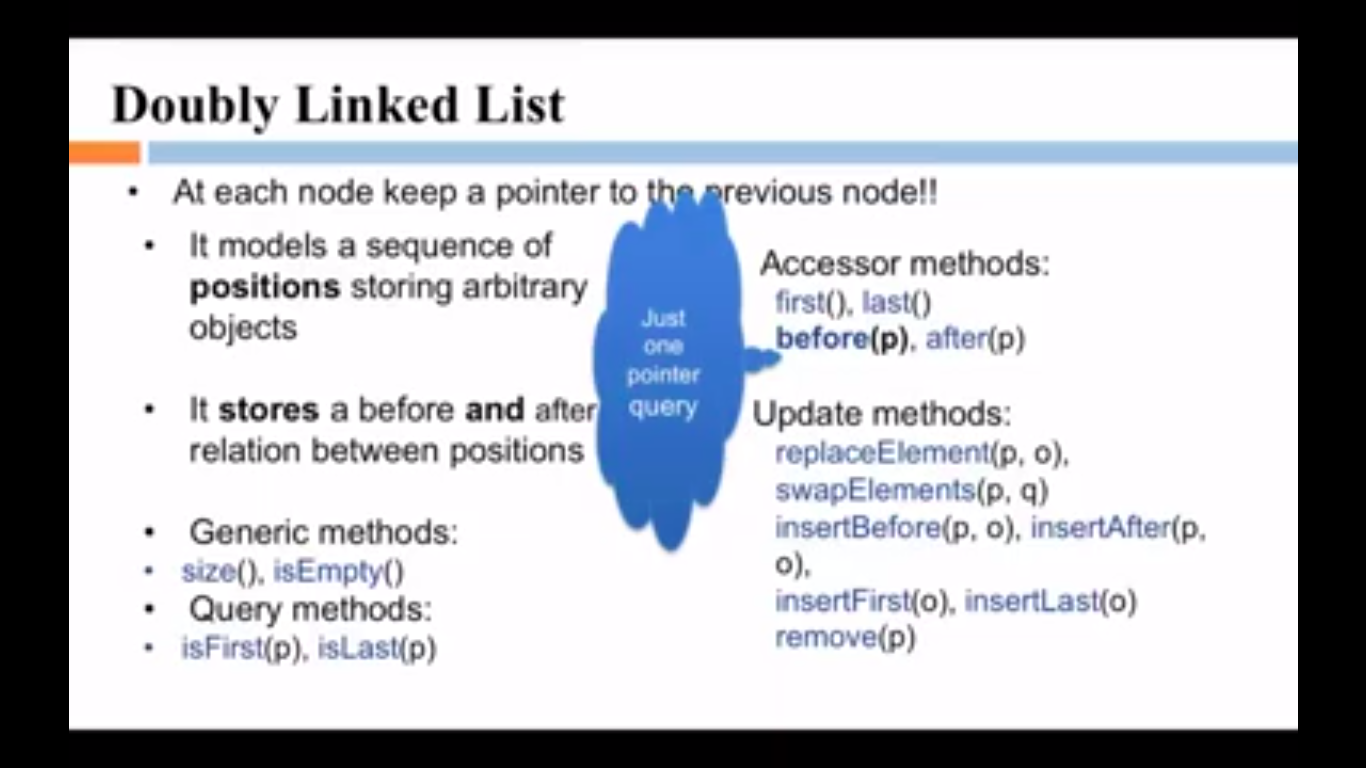 Doubly Linked List
• At each node keep a pointer to the previous node!!
• It models a sequence of
positions storing arbitrary
objects
• It stores a before and after
relation between positions
• Generic methods:
• size(), isEmpty()
• Query methods:
• isFirst(p), isLast(p)
Just
one
pointer
query
Accessor methods:
first(), last()
before(p), after(p)
Update methods:
replaceElement(p, o),
swapElements(p, q)
insertBefore(p, o), insertAfter(p,
o),
insertFirst(o), insertLast(o)
remove(p)